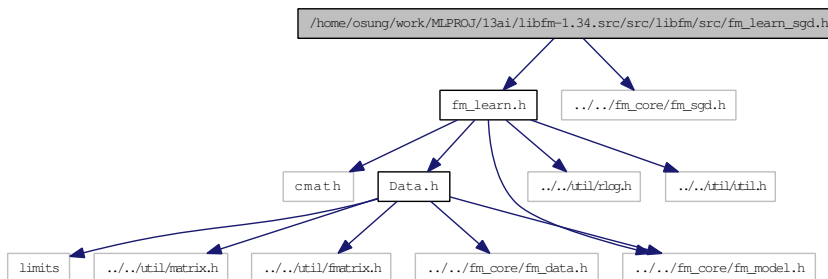 /home/osung/work/MLPROJ/13ai/libfm-1.34.src/src/libfm/src/fm_learn_sgd.h
fm_learn.h
../../fm_core/fm_sgd.h
cmath
Data.h
../../util/rlog.h
../../util/util.h
limits
../../util/matrix.h
../../util/fmatrix.h
../../fm_core/fm_data.h
../../fm_core/fm_model.h